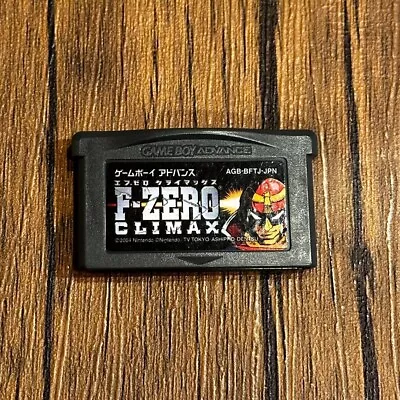 GAME BOY ADVANCE
ゲームボーイ アドバンス
AGB-BFTJ-JPN
エフゼロ クライマックス
F-ZERO
CLIMAX
©2004 Nintendo ©Nintendo, TV TOKYO ASHIPRO DENTSU